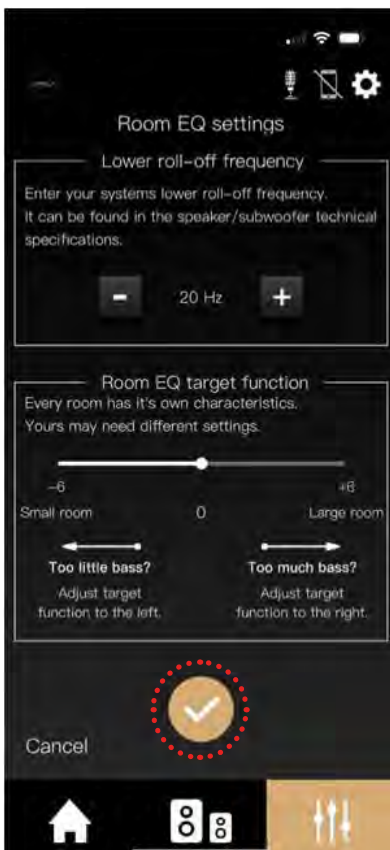 Room EQ settings
Lower roll-off frequency
Enter your systems lower roll-off frequency.
It can be found in the speaker/subwoofer technical
specifications.
- 20 Hz +
Room EQ target function
Every room has it's own characteristics.
Yours may need different settings.
-6 +6
Small room 0 Large room
Too little bass? Too much bass?
Adjust target Adjust target
function to the left. function to the right.
Cancel